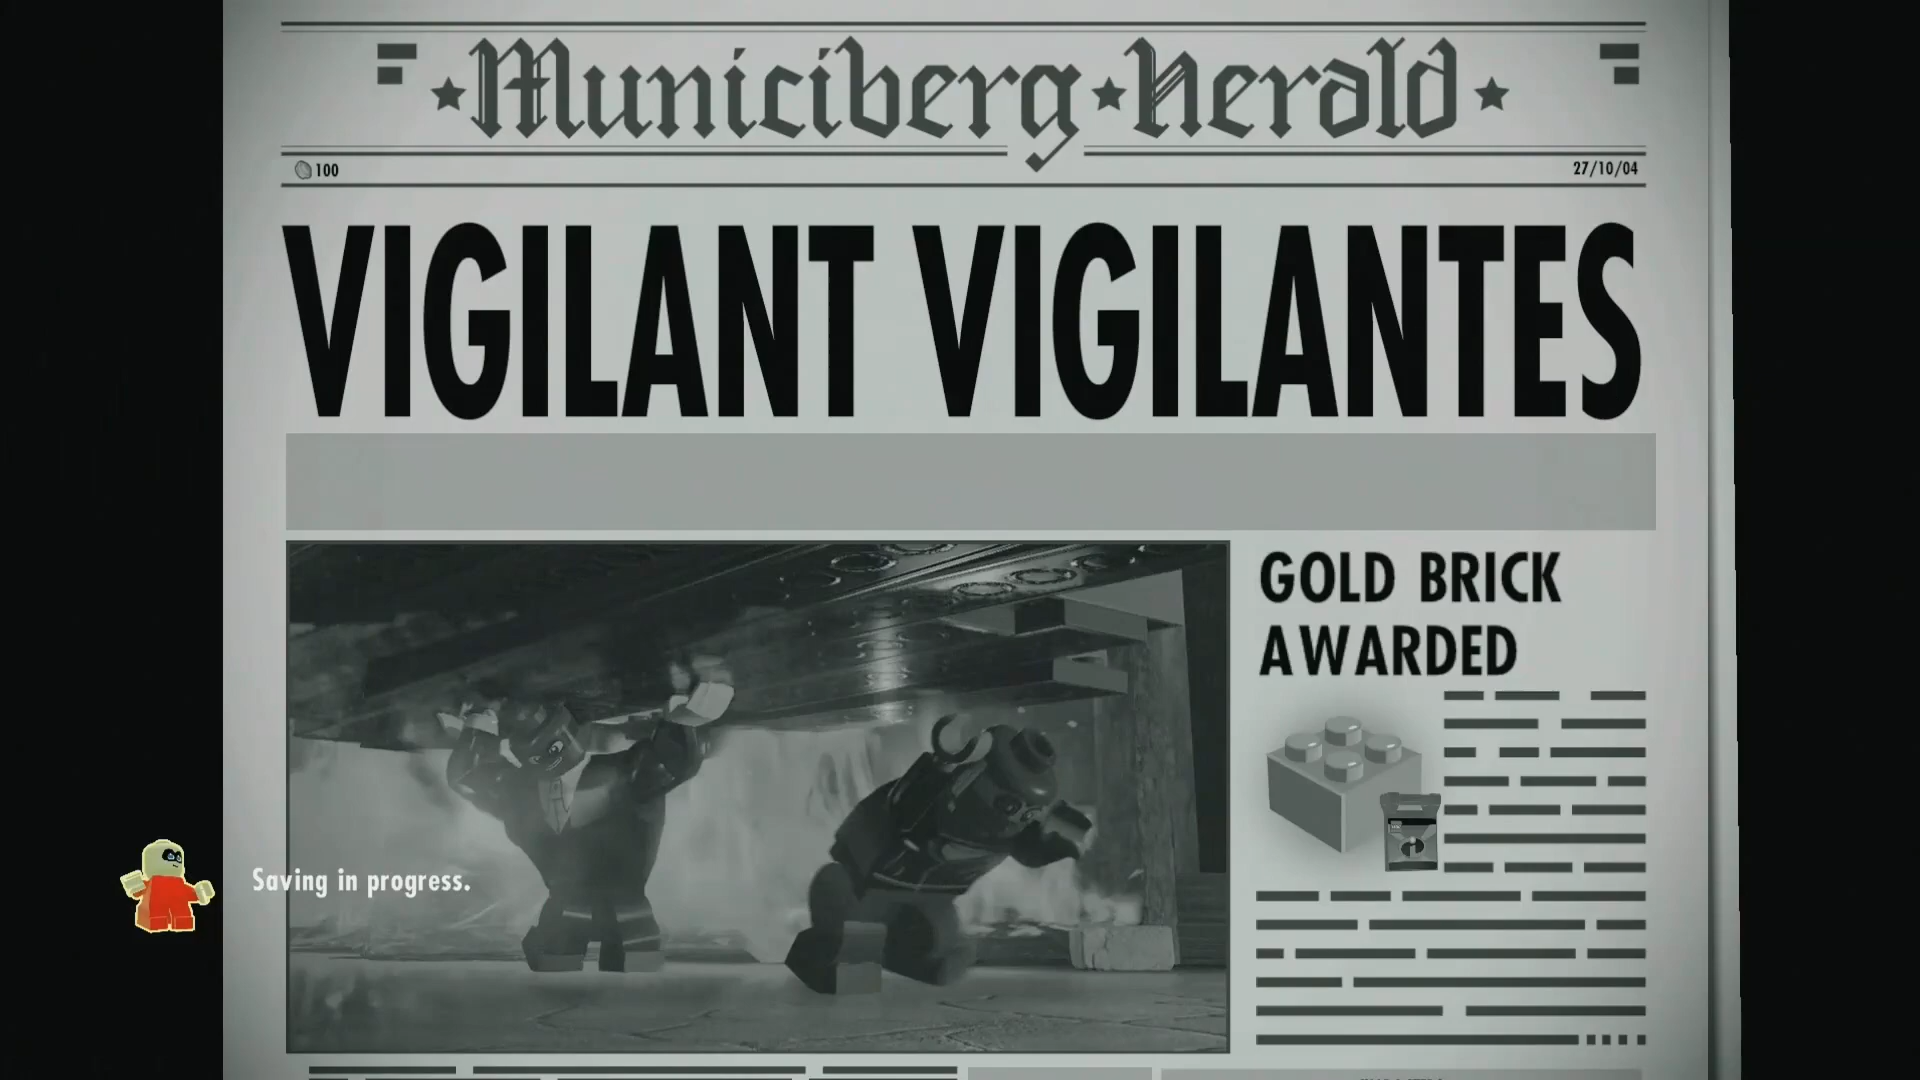 Municiberg Herald
100
27/10/04
VIGILANT VIGILANTES
GOLD BRICK
AWARDED
Saving in progress.